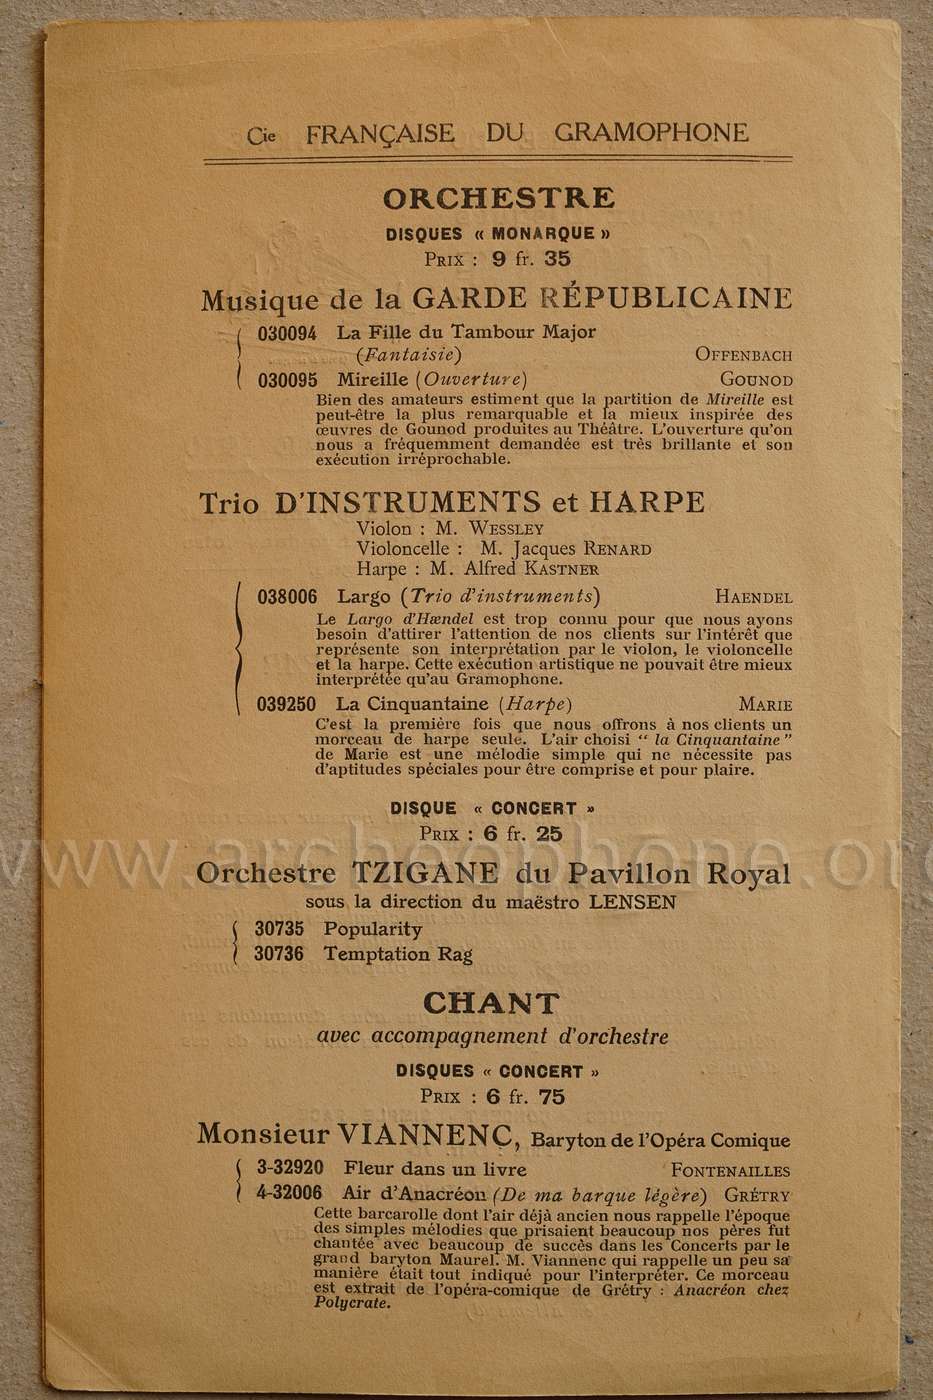 Cie FRANÇAISE DU GRAMOPHONE
ORCHESTRE
DISQUES « MONARQUE »
PRIX : 9 fr. 35
Musique de la GARDE RÉPUBLICAINE
030094 La Fille du Tambour Major
(Fantaisie) OFFENBACH
030095 Mireille (Ouverture) GOUNOD
Bien des amateurs estiment que la partition de Mireille est
peut-être la plus remarquable et la mieux inspirée des
œuvres de Gounod produites au Théâtre. L'ouverture qu'on
nous a fréquemment demandée est très brillante et son
exécution irréprochable.
Trio D'INSTRUMENTS et HARPE
Violon : M. WESSLEY
Violoncelle : M. Jacques RENARD
Harpe : M. Alfred KASTNER
038006 Largo (Trio d'instruments) HAENDEL
Le Largo d'Hændel est trop connu pour que nous ayons
besoin d'attirer l'attention de nos clients sur l'intérêt que
représente son interprétation par le violon, le violoncelle
et la harpe. Cette exécution artistique ne pouvait être mieux
interprétée qu'au Gramophone.
039250 La Cinquantaine (Harpe) MARIE
C'est la première fois que nous offrons à nos clients un
morceau de harpe seule. L'air choisi “ la Cinquantaine ”
de Marie est une mélodie simple qui ne nécessite pas
d'aptitudes spéciales pour être comprise et pour plaire.
DISQUE « CONCERT »
PRIX : 6 fr. 25
www.archeophone.org
Orchestre TZIGANE du Pavillon Royal
sous la direction du maëstro LENSEN
30735 Popularity
30736 Temptation Rag
CHANT
avec accompagnement d'orchestre
DISQUES « CONCERT »
PRIX : 6 fr. 75
Monsieur VIANNENC, Baryton de l'Opéra Comique
3-32920 Fleur dans un livre FONTENAILLES
4-32006 Air d'Anacréon (De ma barque légère) GRÉTRY
Cette barcarolle dont l'air déjà ancien nous rappelle l'époque
des simples mélodies que prisaient beaucoup nos pères fut
chantée avec beaucoup de succès dans les Concerts par le
grand baryton Maurel. M. Viannenc qui rappelle un peu sa
manière était tout indiqué pour l'interpréter. Ce morceau
est extrait de l'opéra-comique de Grétry : Anacréon chez
Polycrate.